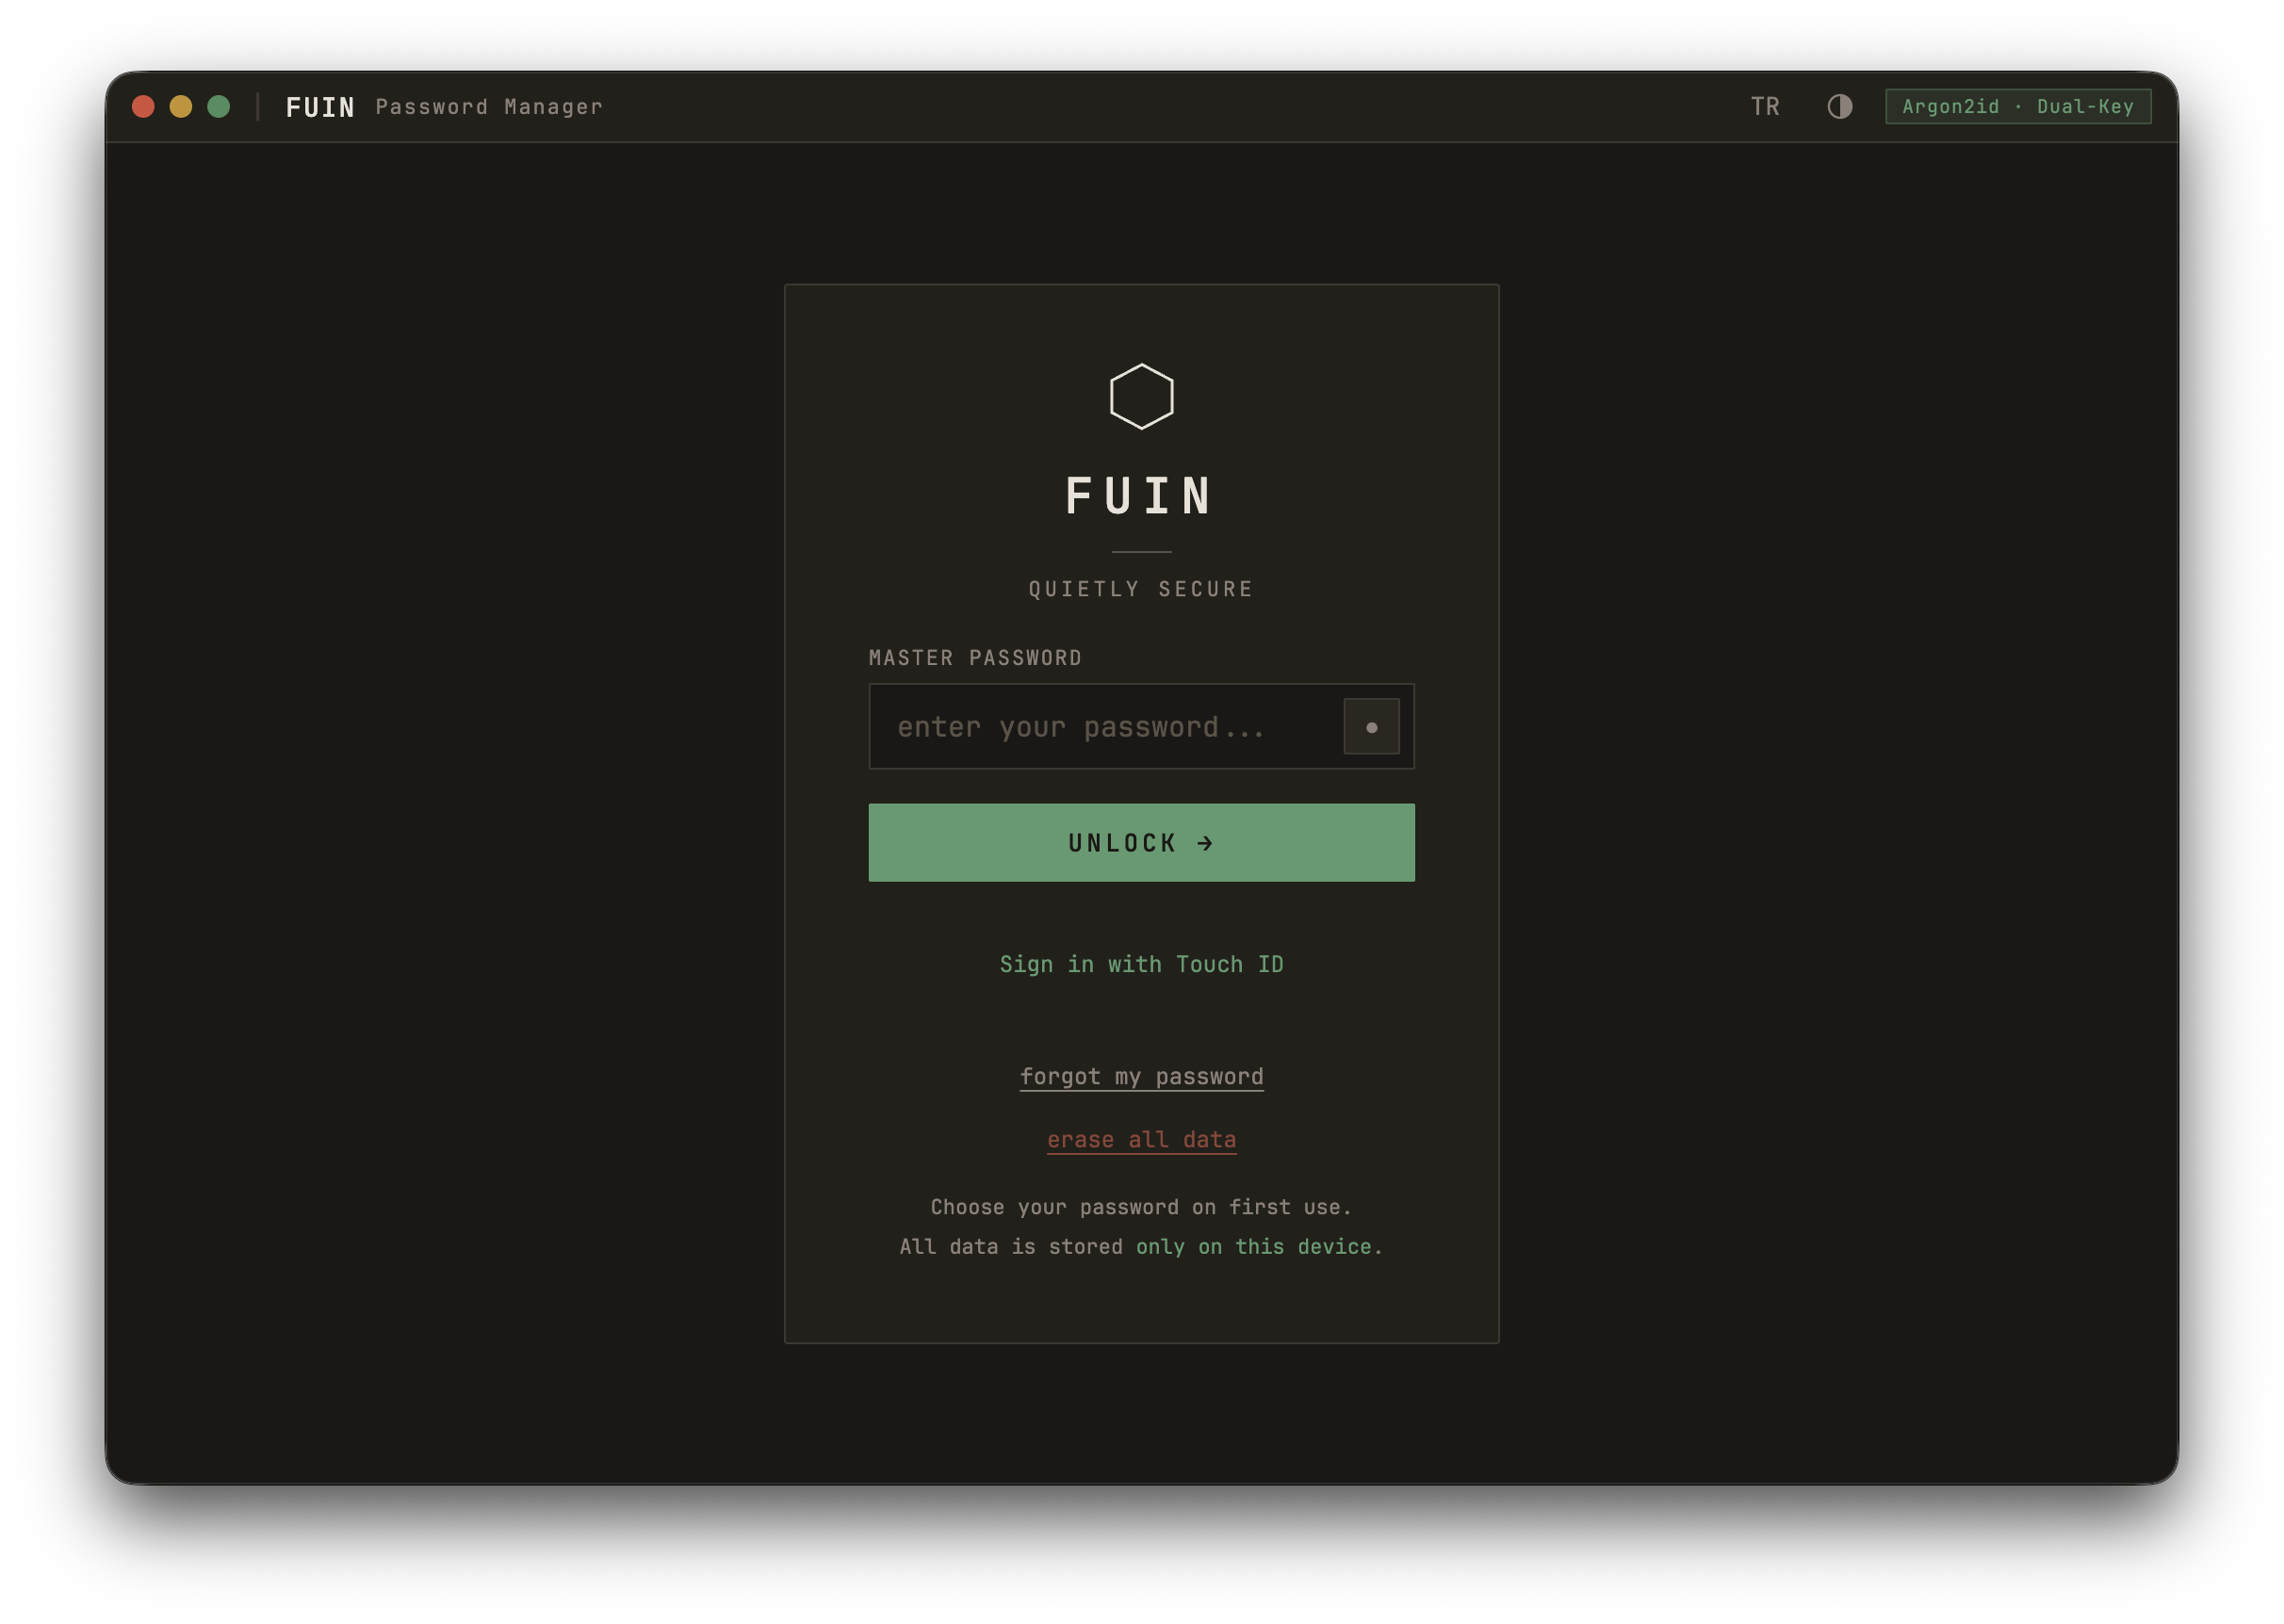 FUIN Password Manager TR Argon2id · Dual-Key
FUIN
QUIETLY SECURE
MASTER PASSWORD
enter your password...
UNLOCK →
Sign in with Touch ID
forgot my password
erase all data
Choose your password on first use.
All data is stored only on this device.